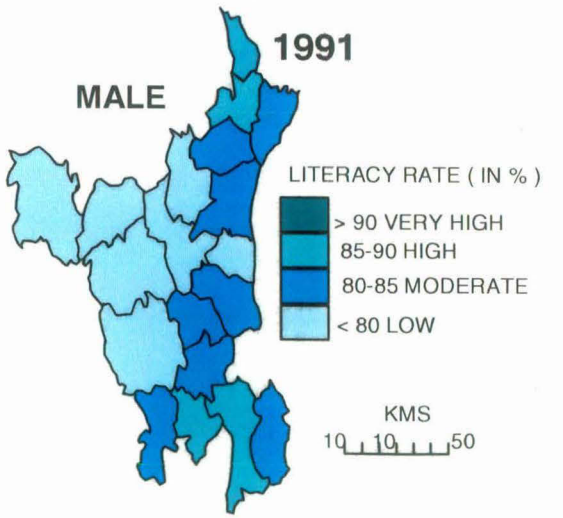 1991
MALE
LITERACY RATE ( IN % )
> 90 VERY HIGH
85-90 HIGH
80-85 MODERATE
< 80 LOW
KMS
10 10 50